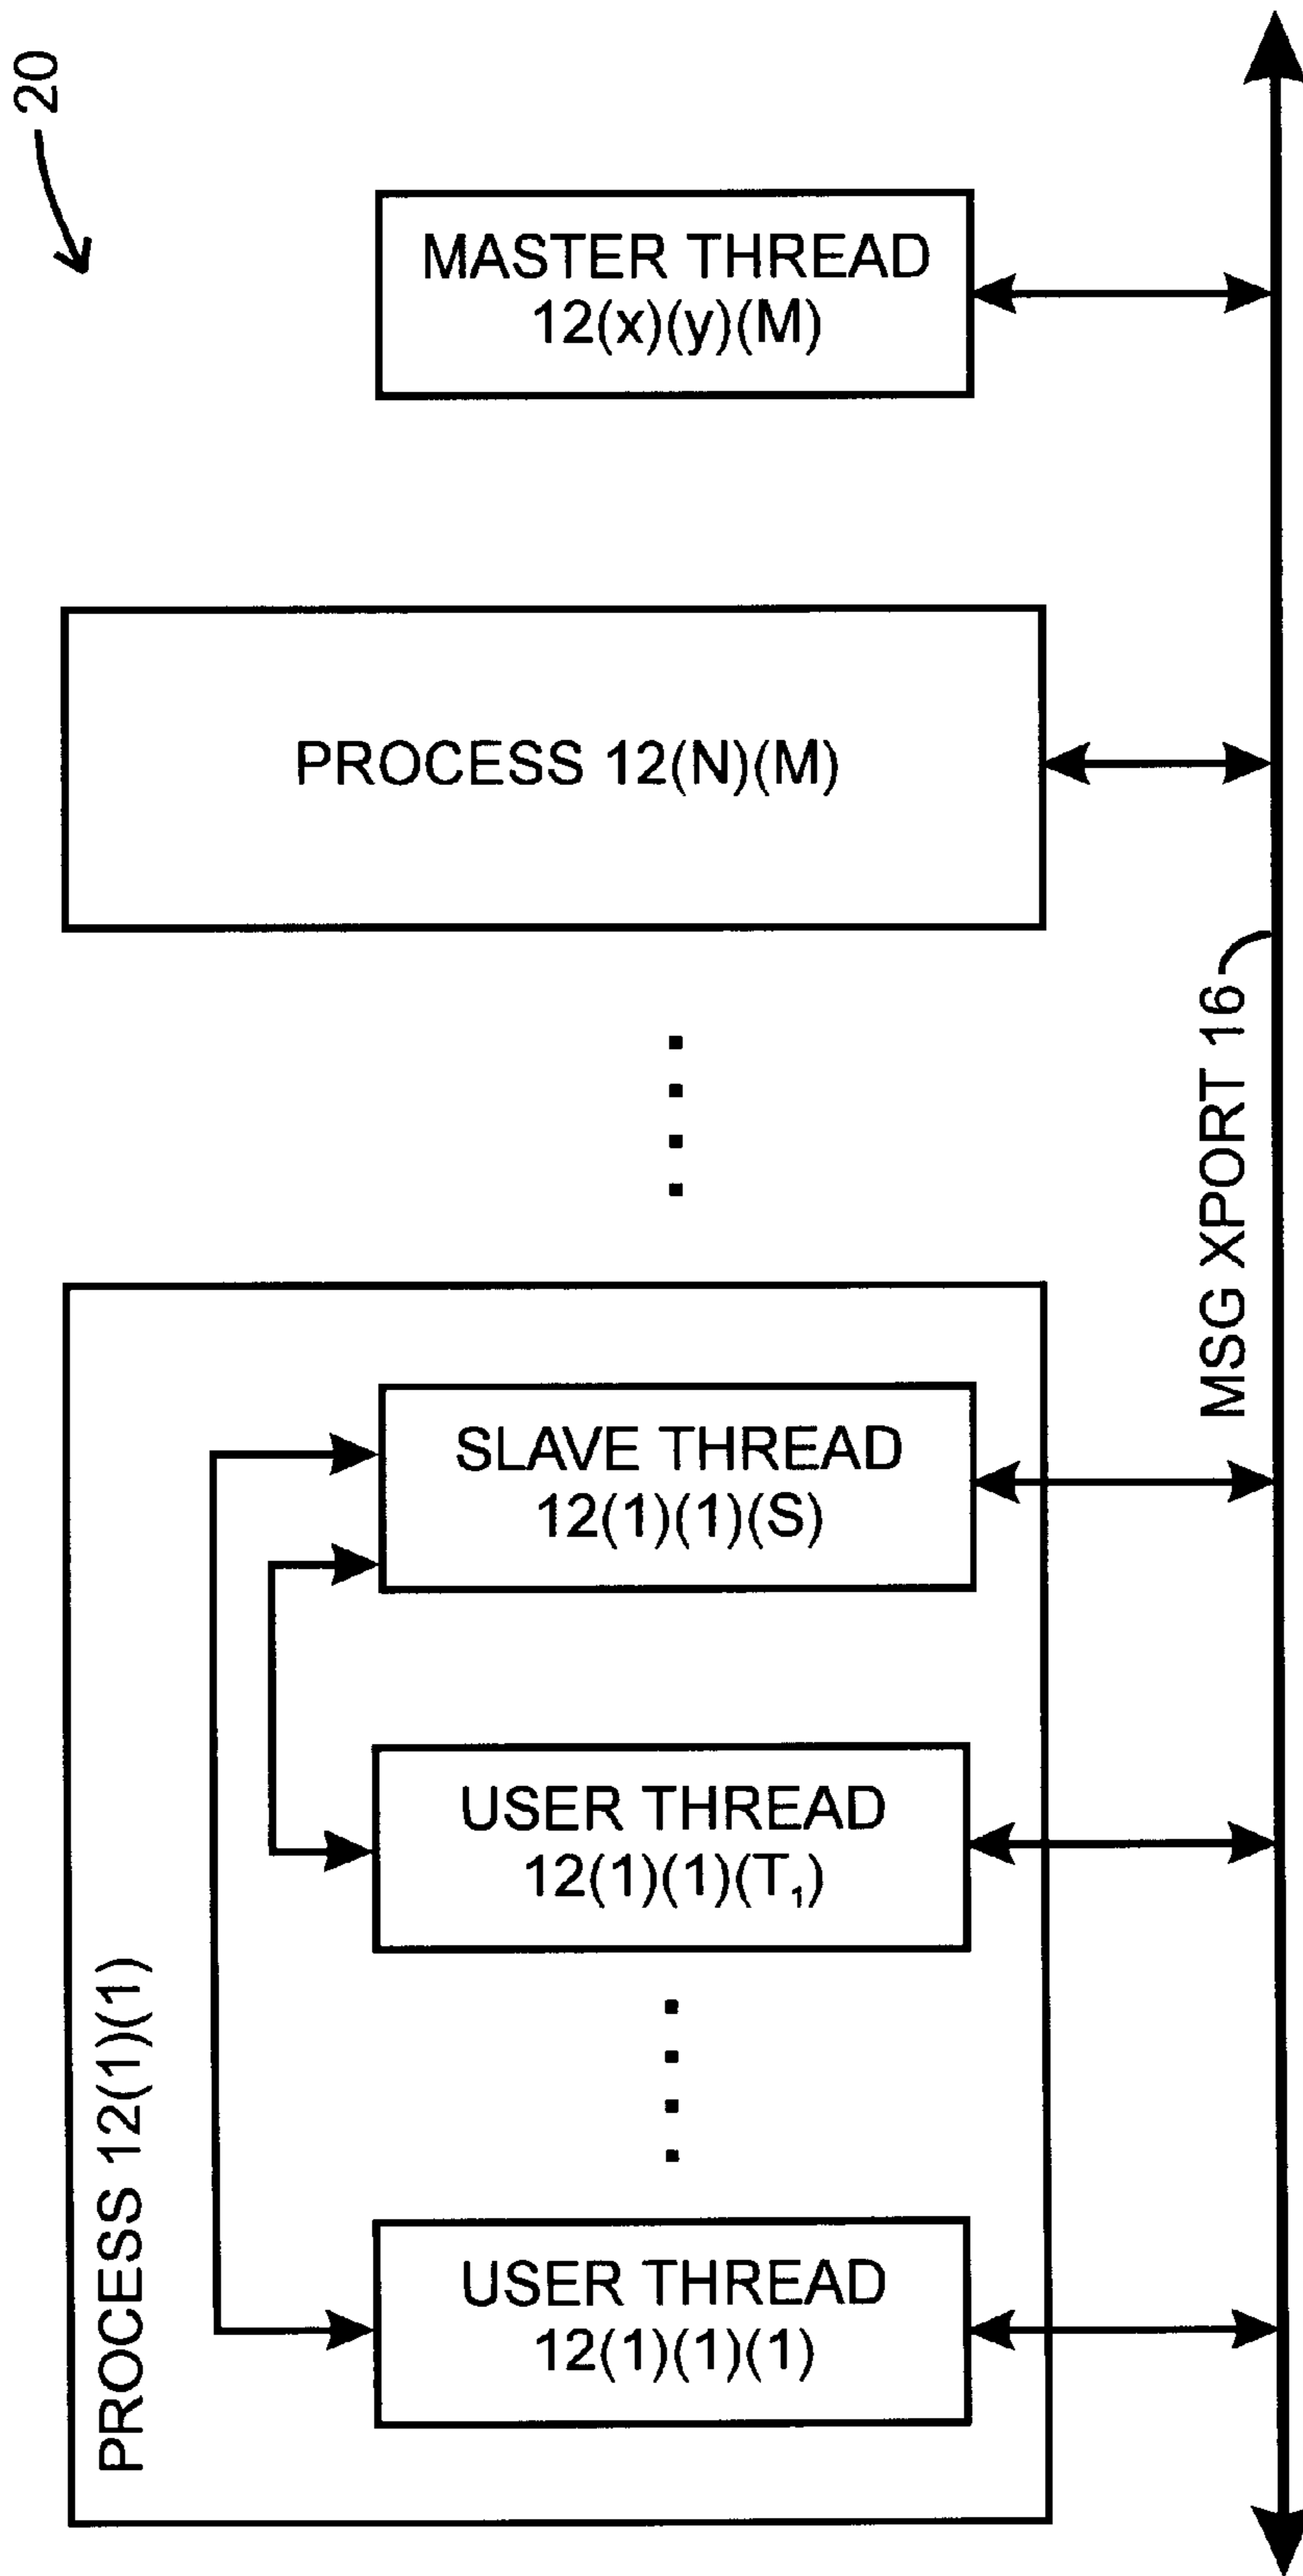 20
PROCESS 12(1)(1)
USER THREAD
12(1)(1)(1)
USER THREAD
12(1)(1)(T₁)
SLAVE THREAD
12(1)(1)(S)
PROCESS 12(N)(M)
MASTER THREAD
12(x)(y)(M)
MSG XPORT 16